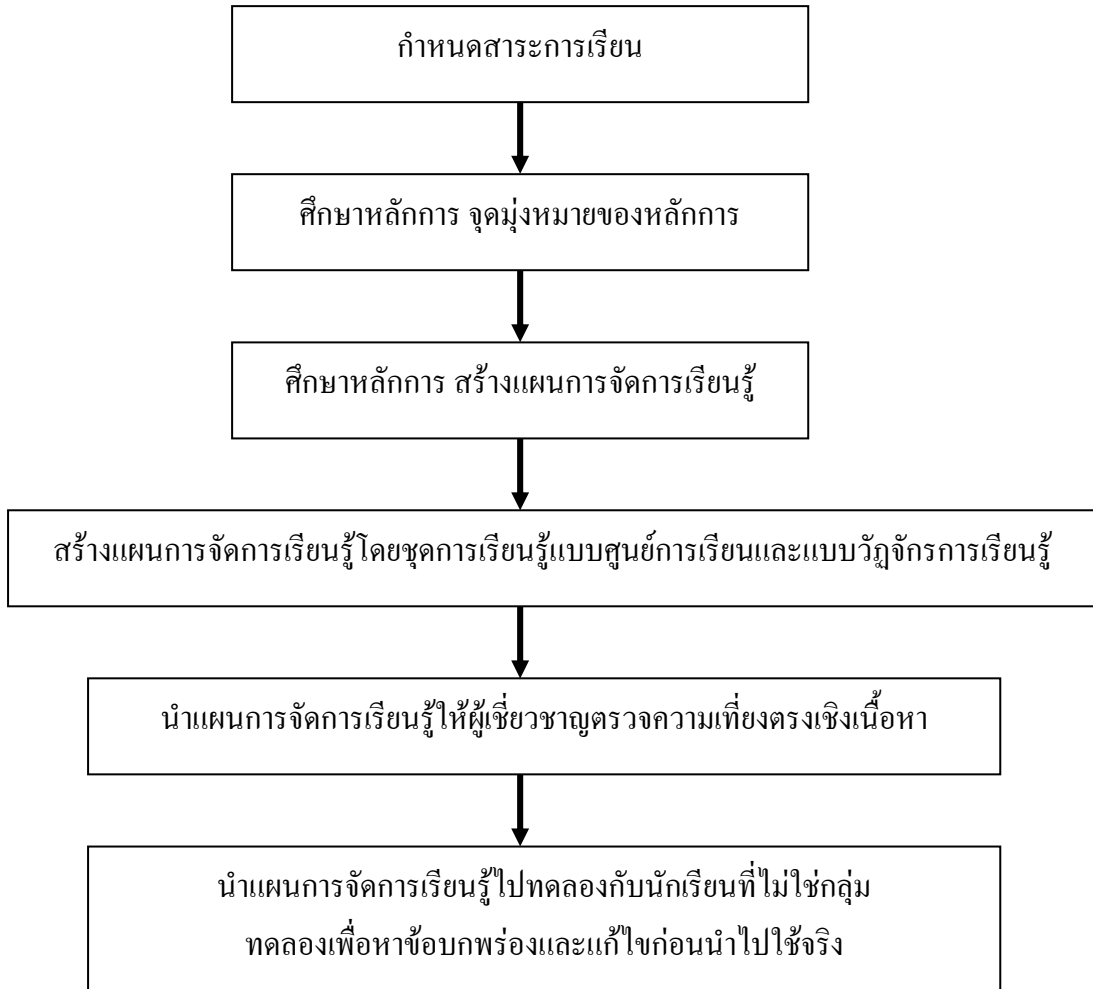 กำหนดสาระการเรียน
ศึกษาหลักการ จุดมุ่งหมายของหลักการ
ศึกษาหลักการ สร้างแผนการจัดการเรียนรู้
สร้างแผนการจัดการเรียนรู้โดยชุดการเรียนรู้แบบศูนย์การเรียนและแบบวัฏจักรการเรียนรู้
นำแผนการจัดการเรียนรู้ให้ผู้เชี่ยวชาญตรวจความเที่ยงตรงเชิงเนื้อหา
นำแผนการจัดการเรียนรู้ไปทดลองกับนักเรียนที่ไม่ใช่กลุ่ม
ทดลองเพื่อหาข้อบกพร่องและแก้ไขก่อนนำไปใช้จริง